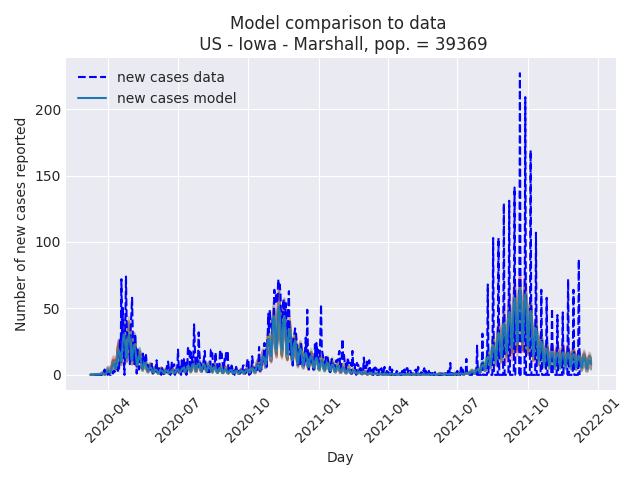 Model comparison to data
US - Iowa - Marshall, pop. = 39369
new cases data
new cases model
Number of new cases reported
200
150
100
50
0
2020-04
2020-07
2020-10
2021-01
2021-04
2021-07
2021-10
2022-01
Day